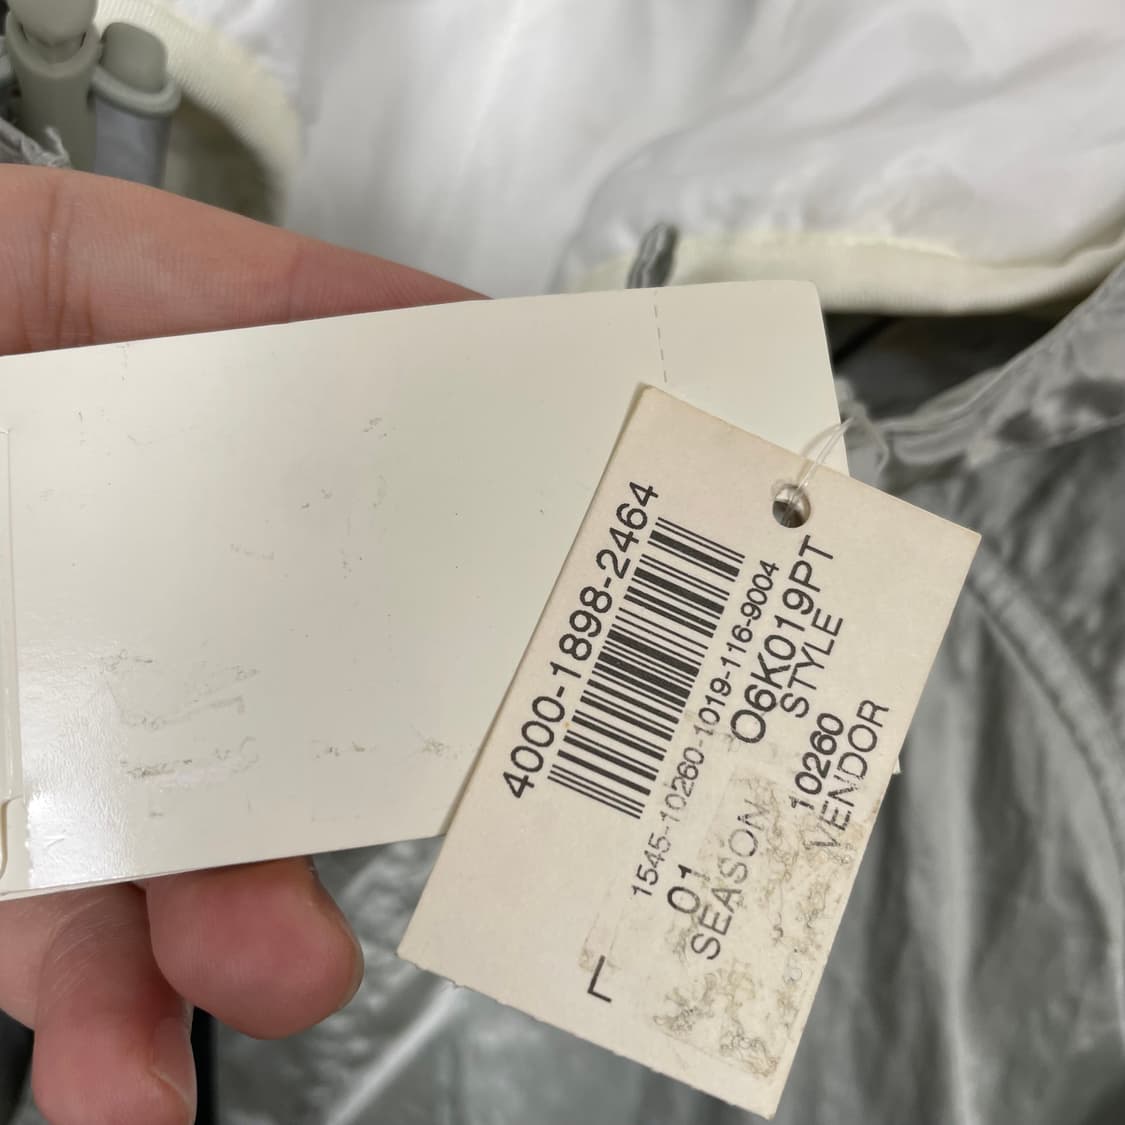 4000-1898-2464
1545-10260-1019-116-9004
01 O6K019PT
SEASON STYLE
10260
VENDOR
L